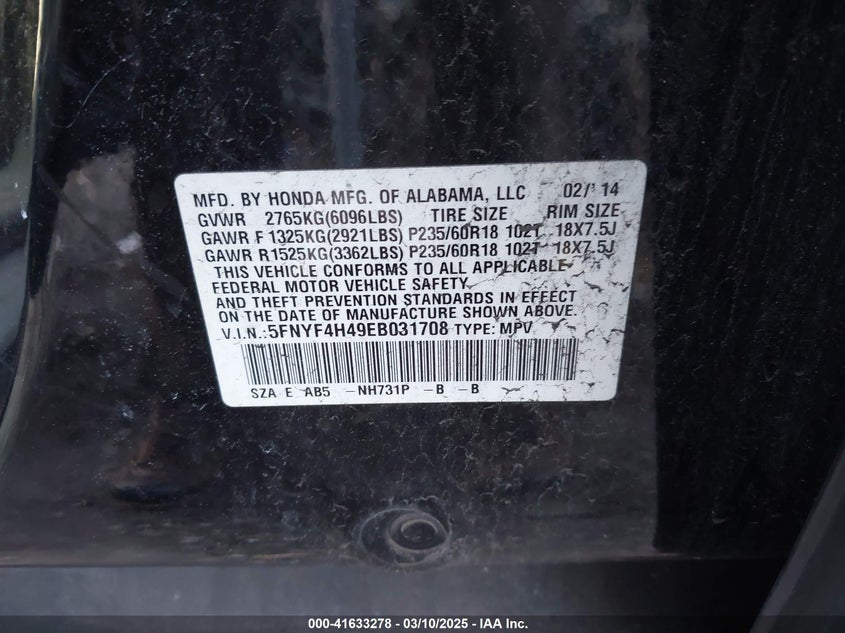 MFD. BY HONDA MFG. OF ALABAMA, LLC 02/'14
GVWR 2765KG(6096LBS) TIRE SIZE RIM SIZE
GAWR F 1325KG(2921LBS) P235/60R18 102T 18X7.5J
GAWR R1525KG(3362LBS) P235/60R18 102T 18X7.5J
THIS VEHICLE CONFORMS TO ALL APPLICABLE
FEDERAL MOTOR VEHICLE SAFETY
AND THEFT PREVENTION STANDARDS IN EFFECT
ON THE DATE OF MANUFACTURE SHOWN ABOVE.
V.I.N.: 5FNYF4H49EB031708 TYPE: MPV
SZA E AB5 -NH731P -B -B
000-41633278 - 03/10/2025 - IAA Inc.